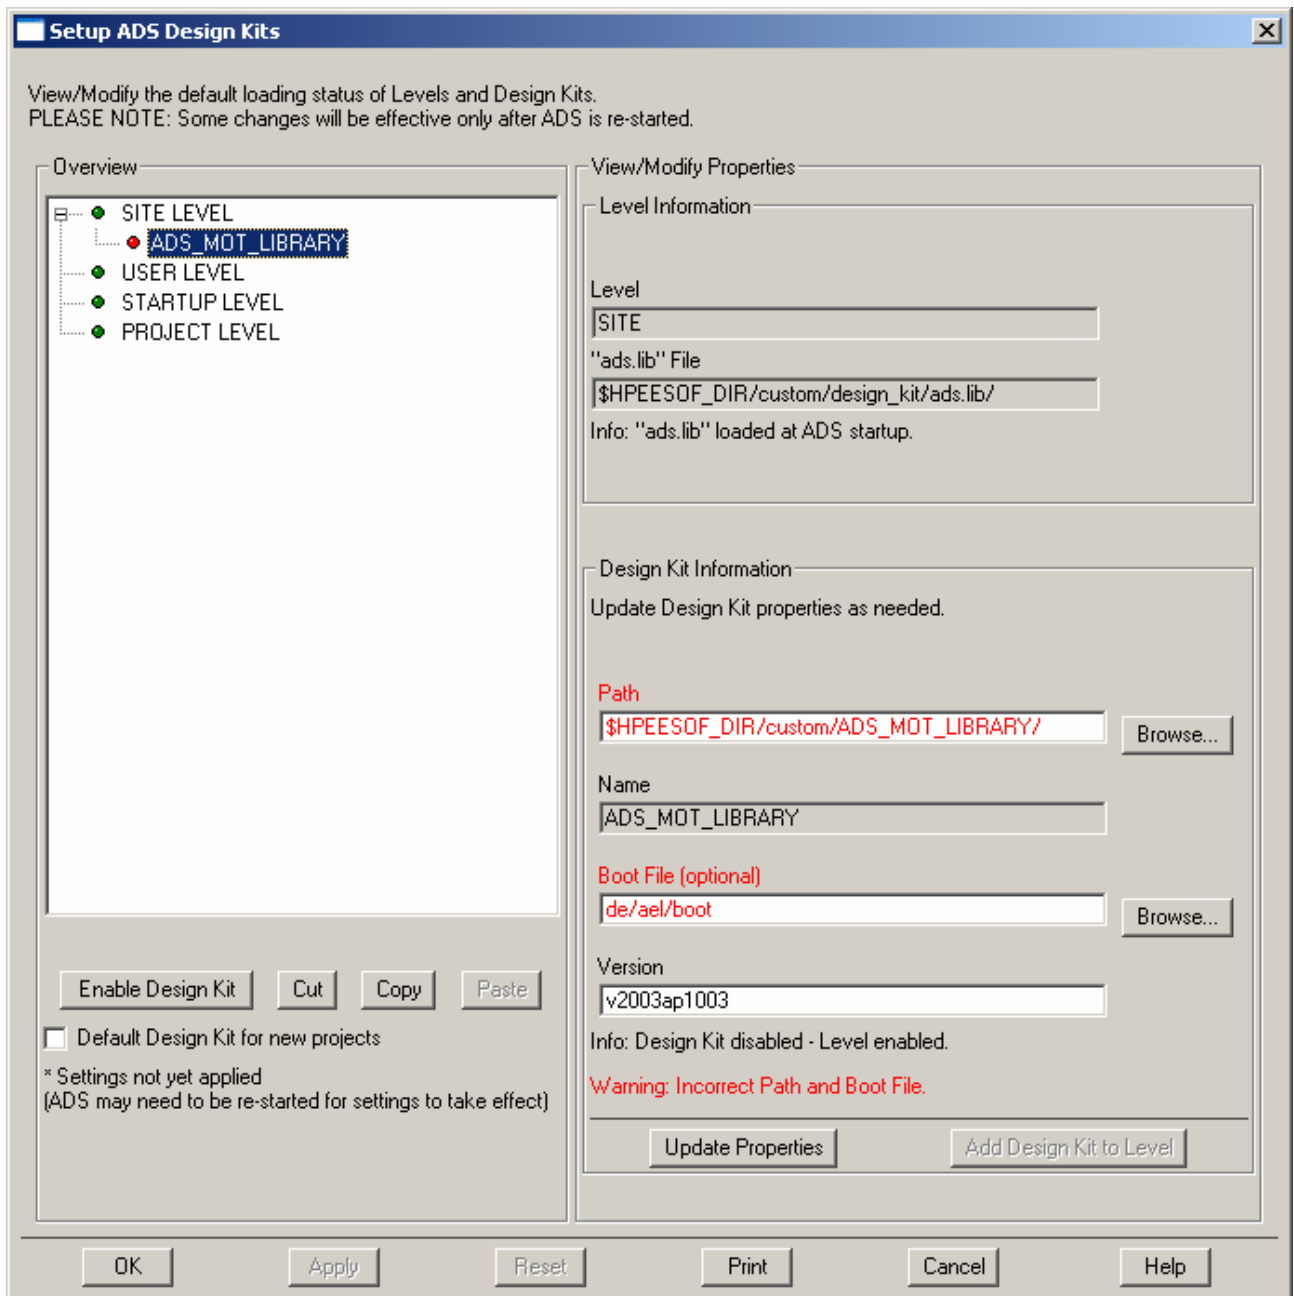 Setup ADS Design Kits
View/Modify the default loading status of Levels and Design Kits.
PLEASE NOTE: Some changes will be effective only after ADS is re-started.
Overview
SITE LEVEL
ADS_MOT_LIBRARY
USER LEVEL
STARTUP LEVEL
PROJECT LEVEL
Enable Design Kit
Cut
Copy
Paste
Default Design Kit for new projects
* Settings not yet applied
(ADS may need to be re-started for settings to take effect)
View/Modify Properties
Level Information
Level
SITE
"ads.lib" File
$HPEESOF_DIR/custom/design_kit/ads.lib/
Info: "ads.lib" loaded at ADS startup.
Design Kit Information
Update Design Kit properties as needed.
Path
$HPEESOF_DIR/custom/ADS_MOT_LIBRARY/
Browse...
Name
ADS_MOT_LIBRARY
Boot File (optional)
de/ael/boot
Browse...
Version
v2003ap1003
Info: Design Kit disabled - Level enabled.
Warning: Incorrect Path and Boot File.
Update Properties
Add Design Kit to Level
OK
Apply
Reset
Print
Cancel
Help